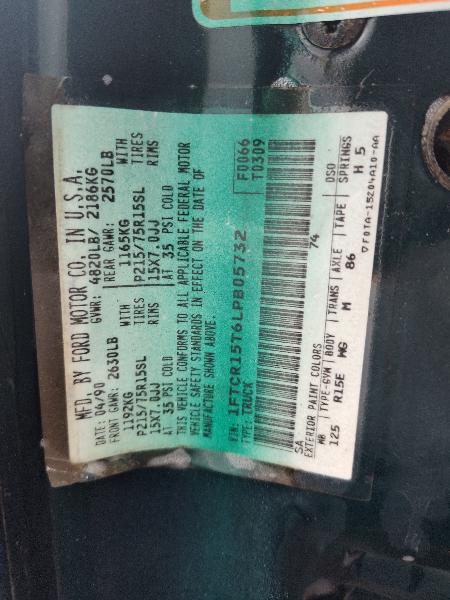 MFD. BY FORD MOTOR CO. IN U.S.A.
DATE: 04/90 GVWR: 4820LB/ 2186KG
FRONT GAWR: 2630LB REAR GAWR: 2570LB
1192KG 1165KG
P215/75R15SL TIRES P215/75R15SL TIRES
15X7.0JJ RIMS 15X7.0JJ RIMS
AT 35 PSI COLD AT 35 PSI COLD
THIS VEHICLE CONFORMS TO ALL APPLICABLE FEDERAL MOTOR
VEHICLE SAFETY STANDARDS IN EFFECT ON THE DATE OF
MANUFACTURE SHOWN ABOVE.
VIN: 1FTCR15T6LPB05732 F0066
TYPE: TRUCK T0309
74
SA
EXTERIOR PAINT COLORS DSO
WB TYPE-GVW BODY TRANS AXLE TAPE SPRINGS
125 R15E MG M 86 H 5
▽F0TA-15204A10-AA